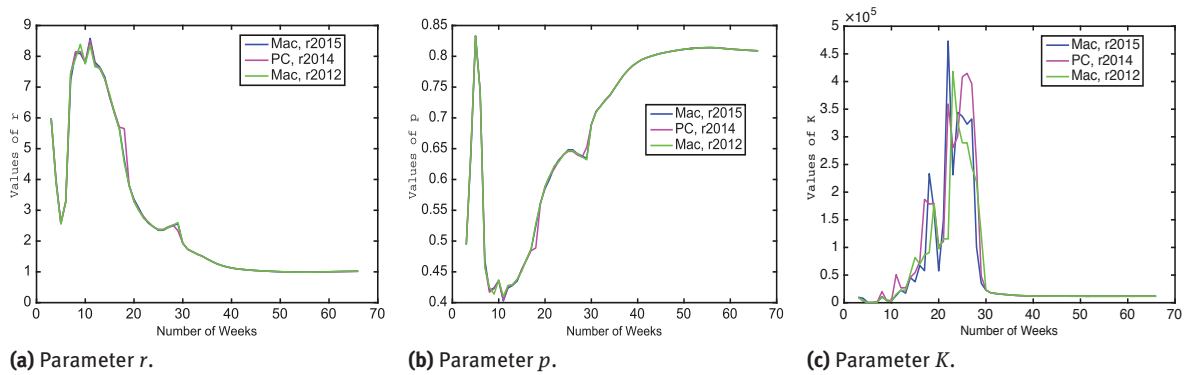 9
8
7
6
5
4
3
2
1
0
Values of r
0 10 20 30 40 50 60 70
Number of Weeks
Mac, r2015
PC, r2014
Mac, r2012
(a) Parameter r.
0.85
0.8
0.75
0.7
0.65
0.6
0.55
0.5
0.45
0.4
Values of p
0 10 20 30 40 50 60 70
Number of Weeks
Mac, r2015
PC, r2014
Mac, r2012
(b) Parameter p.
×10⁵
5
4.5
4
3.5
3
2.5
2
1.5
1
0.5
0
Values of K
0 10 20 30 40 50 60 70
Number of Weeks
Mac, r2015
PC, r2014
Mac, r2012
(c) Parameter K.